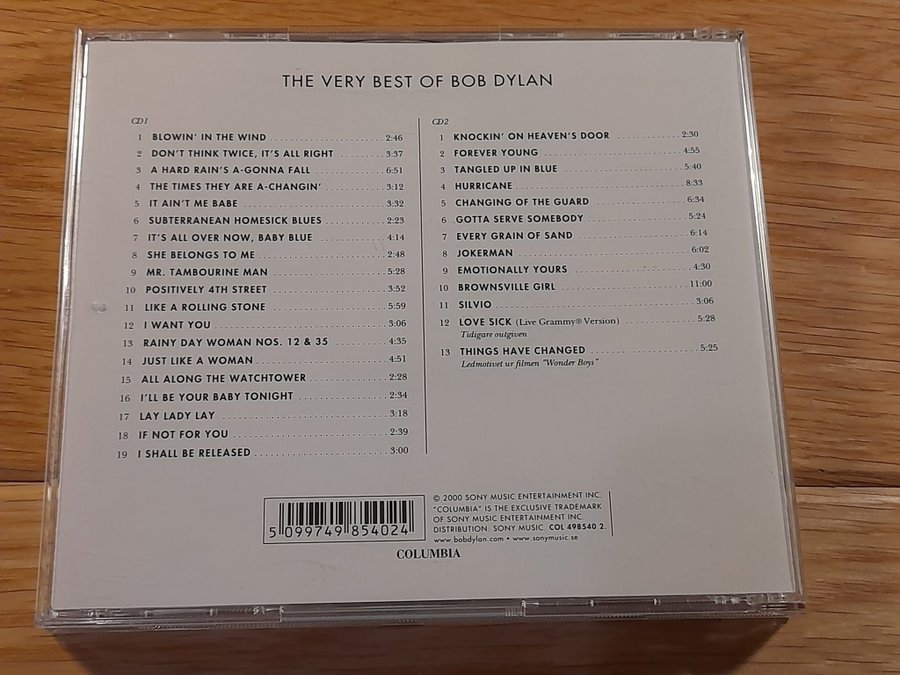 THE VERY BEST OF BOB DYLAN
CD1
1 BLOWIN' IN THE WIND 2:46
2 DON'T THINK TWICE, IT'S ALL RIGHT 3:37
3 A HARD RAIN'S A-GONNA FALL 6:51
4 THE TIMES THEY ARE A-CHANGIN' 3:12
5 IT AIN'T ME BABE 3:32
6 SUBTERRANEAN HOMESICK BLUES 2:23
7 IT'S ALL OVER NOW, BABY BLUE 4:14
8 SHE BELONGS TO ME 2:48
9 MR. TAMBOURINE MAN 5:28
10 POSITIVELY 4TH STREET 3:52
11 LIKE A ROLLING STONE 5:59
12 I WANT YOU 3:06
13 RAINY DAY WOMAN NOS. 12 & 35 4:35
14 JUST LIKE A WOMAN 4:51
15 ALL ALONG THE WATCHTOWER 2:28
16 I'LL BE YOUR BABY TONIGHT 2:34
17 LAY LADY LAY 3:18
18 IF NOT FOR YOU 2:39
19 I SHALL BE RELEASED 3:00
CD2
1 KNOCKIN' ON HEAVEN'S DOOR 2:30
2 FOREVER YOUNG 4:55
3 TANGLED UP IN BLUE 5:40
4 HURRICANE 8:33
5 CHANGING OF THE GUARD 6:34
6 GOTTA SERVE SOMEBODY 5:24
7 EVERY GRAIN OF SAND 6:14
8 JOKERMAN 6:02
9 EMOTIONALLY YOURS 4:30
10 BROWNSVILLE GIRL 11:00
11 SILVIO 3:06
12 LOVE SICK (Live Grammy® Version) 5:28
Tidigare outgiven
13 THINGS HAVE CHANGED 5:25
Ledmotivet ur filmen "Wonder Boys"
5 099749 854024
© 2000 SONY MUSIC ENTERTAINMENT INC.
"COLUMBIA" IS THE EXCLUSIVE TRADEMARK
OF SONY MUSIC ENTERTAINMENT INC.
DISTRIBUTION: SONY MUSIC. COL 498540 2.
www.bobdylan.com • www.sonymusic.se
COLUMBIA